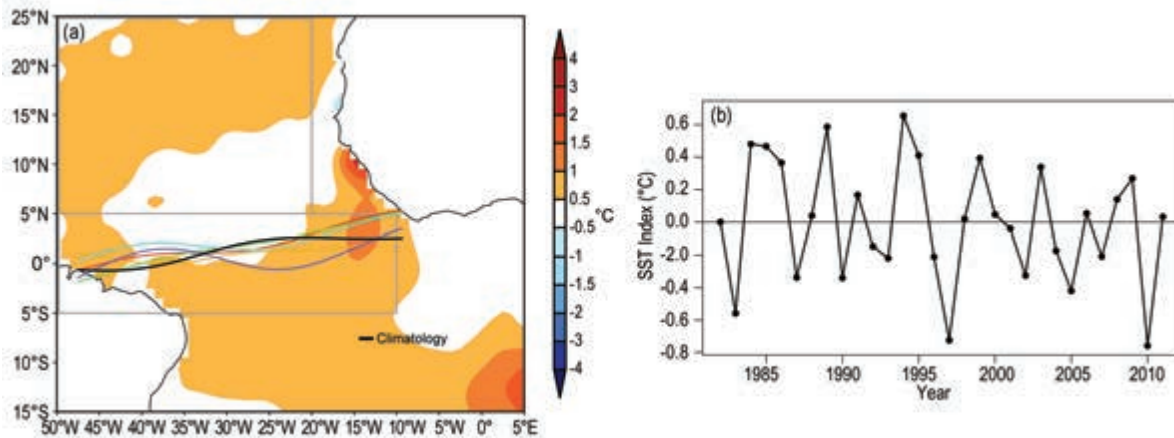 (a)
25°N
20°N
15°N
10°N
5°N
0°
5°S
10°S
15°S
50°W 45°W 40°W 35°W 30°W 25°W 20°W 15°W 10°W 5°W 0° 5°E
Climatology
4
3
2
1.5
1
0.5
-0.5
-1
-2
-3
-4
°C
(b)
SST Index (°C)
0.6
0.4
0.2
0.0
-0.2
-0.4
-0.6
-0.8
1985 1990 1995 2000 2005 2010
Year